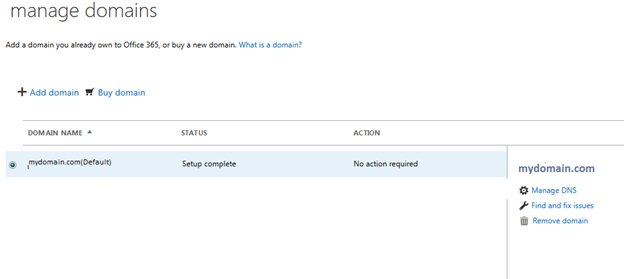 manage domains
Add a domain you already own to Office 365, or buy a new domain. What is a domain?
Add domain Buy domain
DOMAIN NAME STATUS ACTION
mydomain.com(Default) Setup complete No action required
mydomain.com
Manage DNS
Find and fix issues
Remove domain